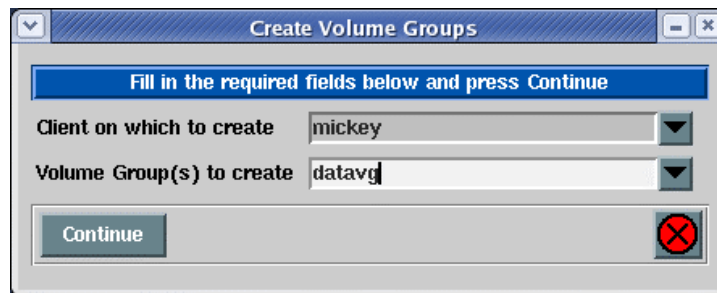 Create Volume Groups
Fill in the required fields below and press Continue
Client on which to create mickey
Volume Group(s) to create datavg
Continue